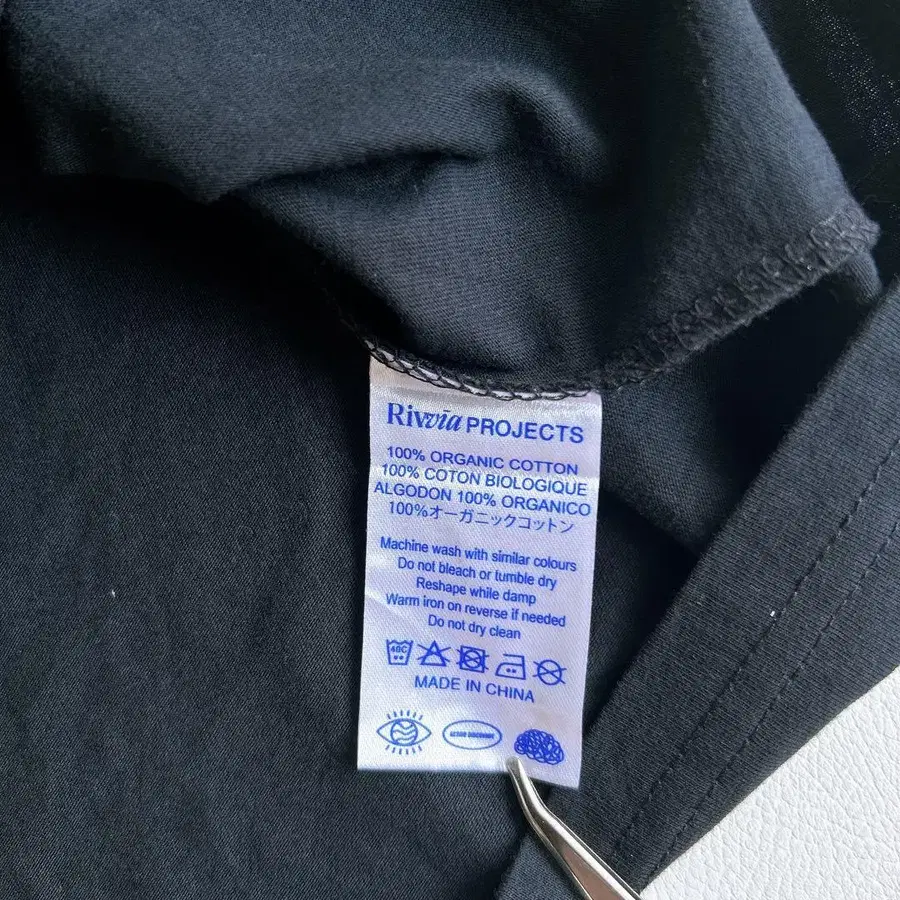 Rivvia PROJECTS
100% ORGANIC COTTON
100% COTON BIOLOGIQUE
ALGODON 100% ORGANICO
100%オーガニックコットン
Machine wash with similar colours
Do not bleach or tumble dry
Reshape while damp
Warm iron on reverse if needed
Do not dry clean
40C
MADE IN CHINA